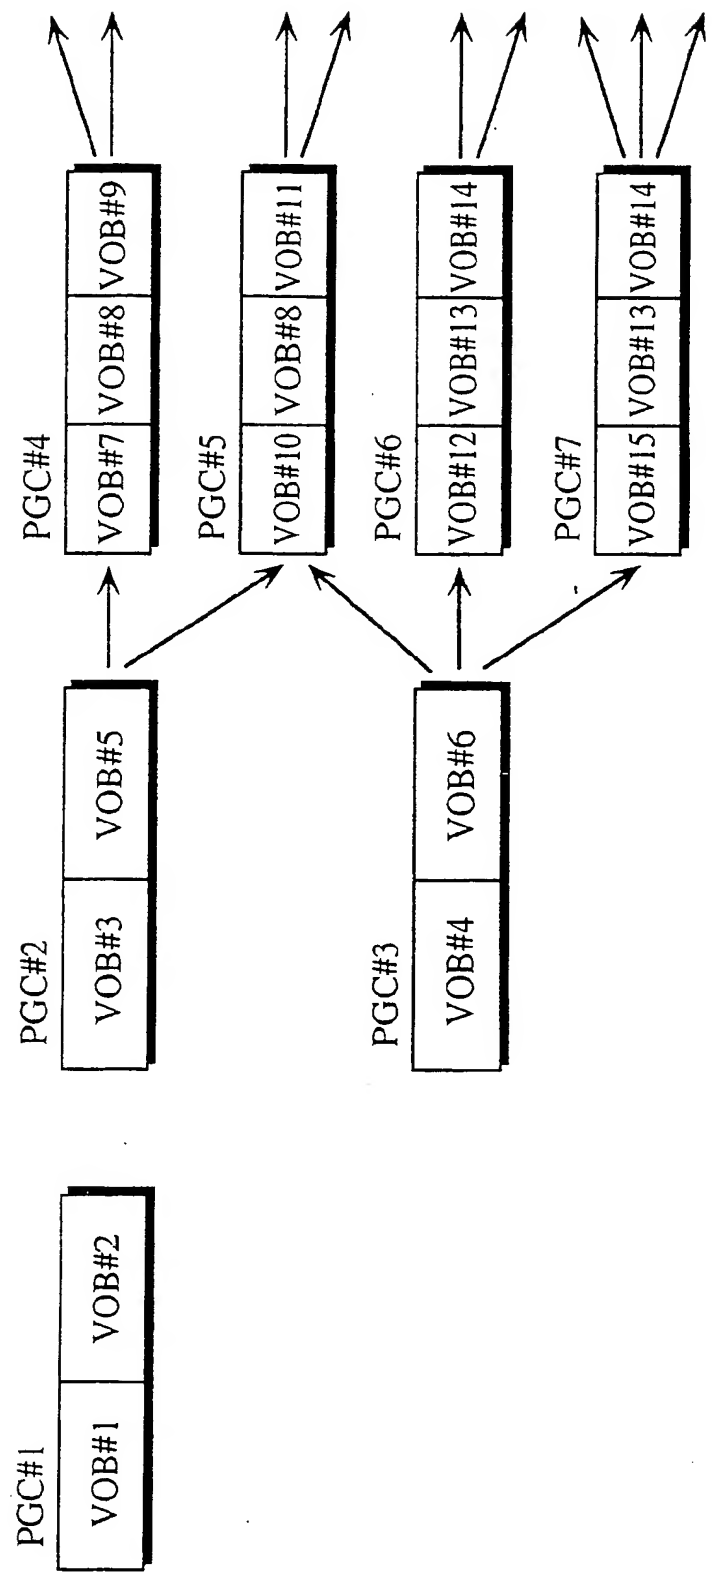 PGC#1
VOB#1 VOB#2
PGC#2
VOB#3 VOB#5
PGC#3
VOB#4 VOB#6
PGC#4
VOB#7 VOB#8 VOB#9
PGC#5
VOB#10 VOB#8 VOB#11
PGC#6
VOB#12 VOB#13 VOB#14
PGC#7
VOB#15 VOB#13 VOB#14